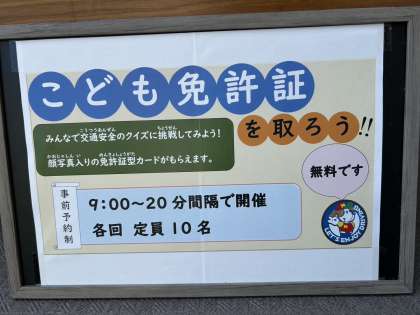 こども免許証
を取ろう!!
みんなで交通安全のクイズに挑戦してみよう!
顔写真入りの免許証型カードがもらえます。
無料です
事前予約制
9:00~20分間隔で開催
各回 定員10名
LET'S ENJOY DRIVING